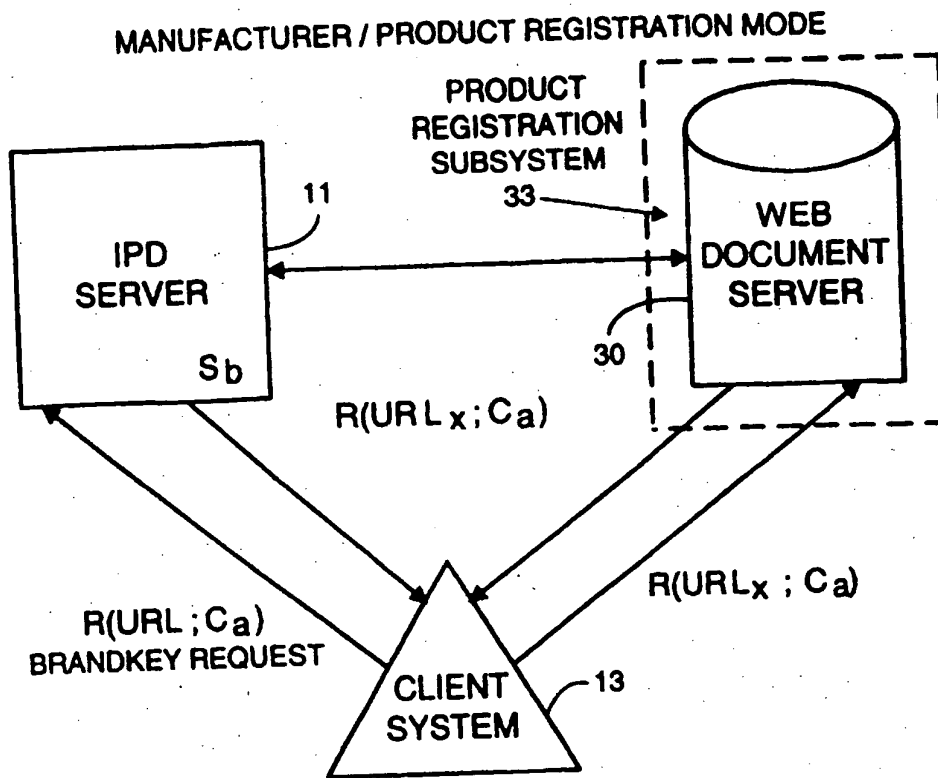 MANUFACTURER / PRODUCT REGISTRATION MODE
PRODUCT
REGISTRATION
SUBSYSTEM
33
11
IPD
SERVER
Sb
WEB
DOCUMENT
SERVER
30
R(URLx; Ca)
R(URLx; Ca)
R(URL; Ca)
BRANDKEY REQUEST
CLIENT
SYSTEM
13